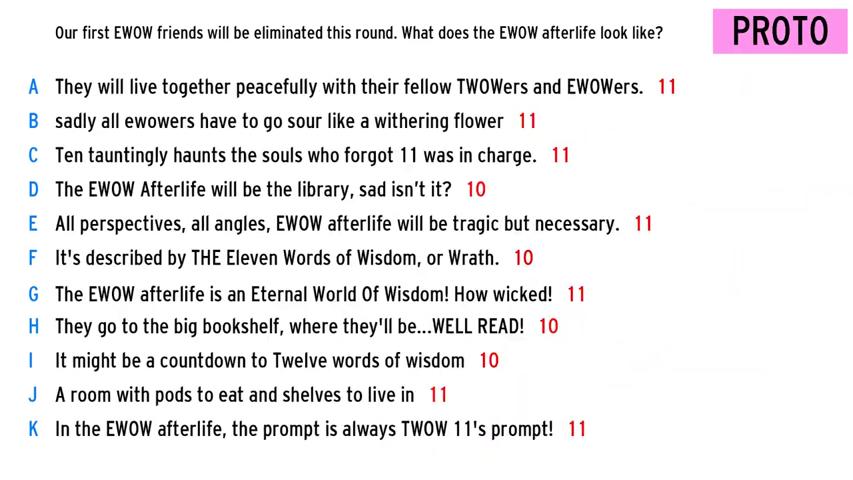 Our first EWOW friends will be eliminated this round. What does the EWOW afterlife look like?
PROTO
A They will live together peacefully with their fellow TWOWers and EWOWers. 11
B sadly all ewowers have to go sour like a withering flower 11
C Ten tauntingly haunts the souls who forgot 11 was in charge. 11
D The EWOW Afterlife will be the library, sad isn't it? 10
E All perspectives, all angles, EWOW afterlife will be tragic but necessary. 11
F It's described by THE Eleven Words of Wisdom, or Wrath. 10
G The EWOW afterlife is an Eternal World Of Wisdom! How wicked! 11
H They go to the big bookshelf, where they'll be...WELL READ! 10
I It might be a countdown to Twelve words of wisdom 10
J A room with pods to eat and shelves to live in 11
K In the EWOW afterlife, the prompt is always TWOW 11's prompt! 11